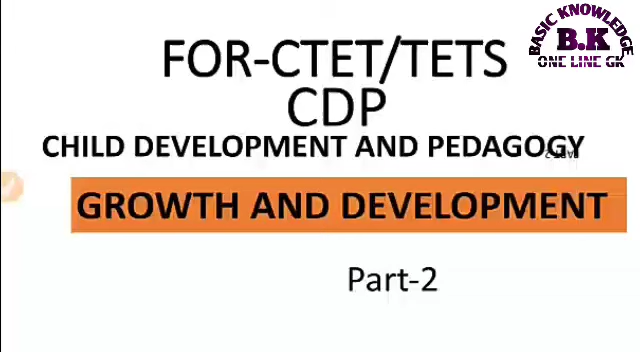 BASIC KNOWLEDGE
B.K
ONE LINE GK
FOR-CTET/TETS
CDP
CHILD DEVELOPMENT AND PEDAGOGY
GROWTH AND DEVELOPMENT
Part-2